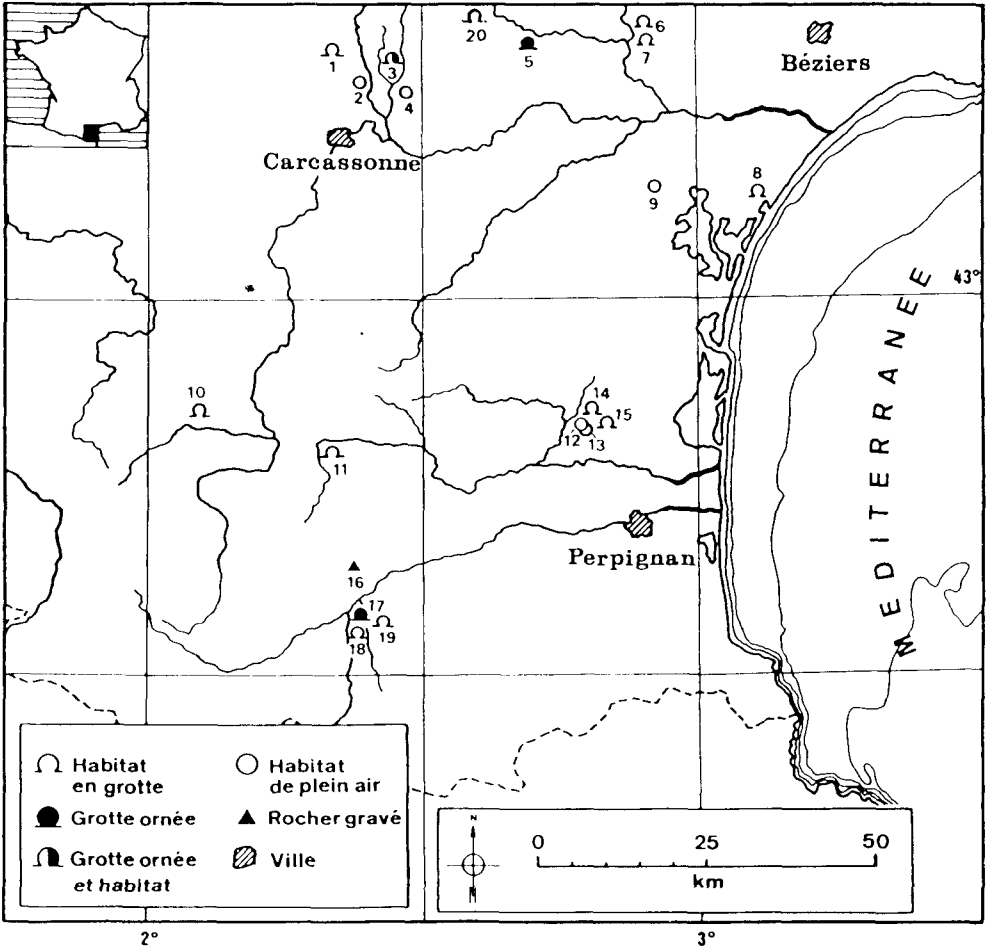 20
6
7
5
1
3
2
4
Béziers
Carcassonne
8
9
43°
MEDITERRANEE
10
14
15
12
13
11
Perpignan
16
17
19
18
Habitat
en grotte
Habitat
de plein air
Grotte ornée
Rocher gravé
Grotte ornée
et habitat
Ville
N
0 25 50
km
2° 3°